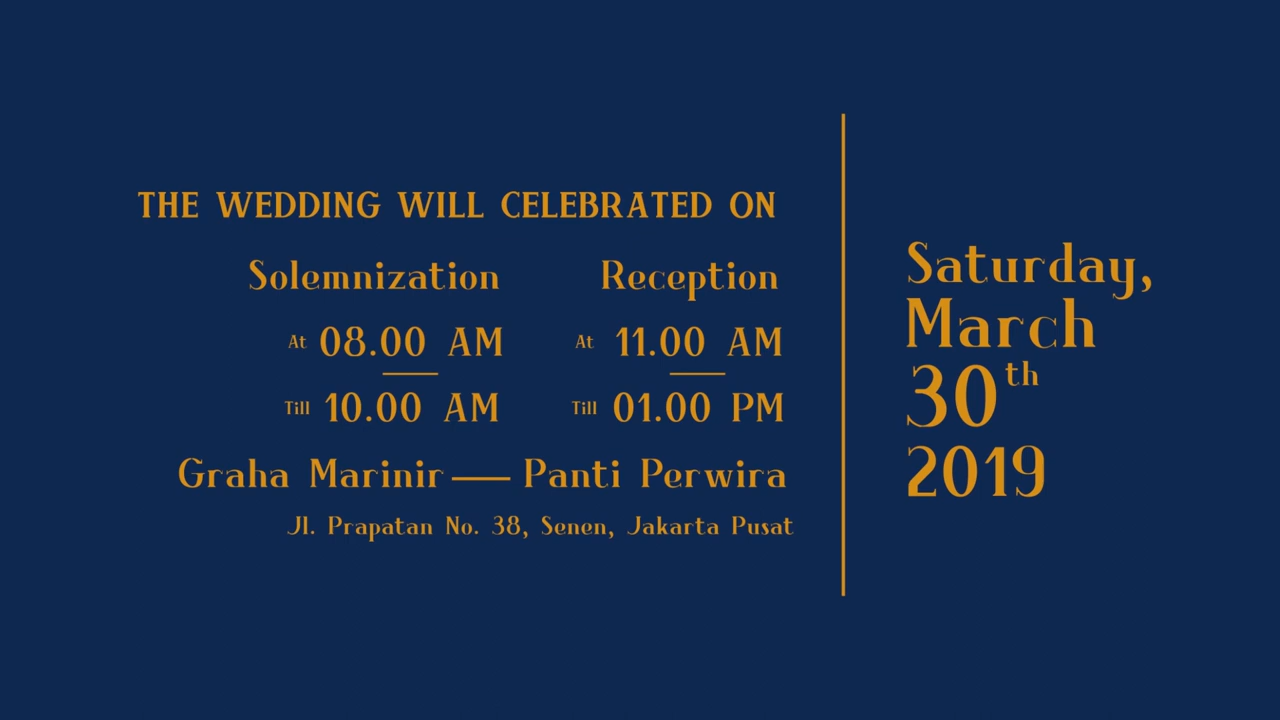 THE WEDDING WILL CELEBRATED ON
Solemnization Reception
At 08.00 AM At 11.00 AM
Till 10.00 AM Till 01.00 PM
Graha Marinir — Panti Perwira
Jl. Prapatan No. 38, Senen, Jakarta Pusat
Saturday,
March
30th
2019